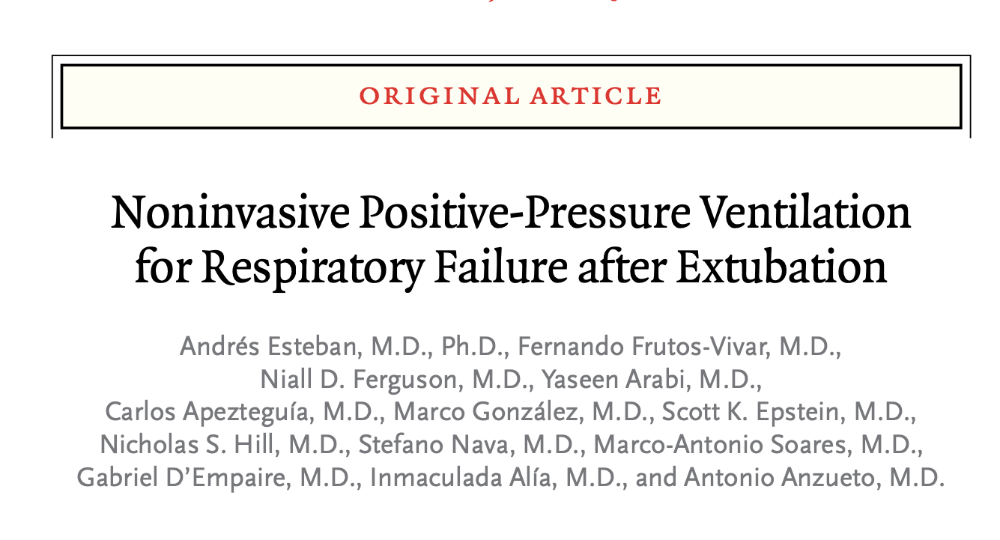 ORIGINAL ARTICLE
Noninvasive Positive-Pressure Ventilation
for Respiratory Failure after Extubation
Andrés Esteban, M.D., Ph.D., Fernando Frutos-Vivar, M.D.,
Niall D. Ferguson, M.D., Yaseen Arabi, M.D.,
Carlos Apezteguía, M.D., Marco González, M.D., Scott K. Epstein, M.D.,
Nicholas S. Hill, M.D., Stefano Nava, M.D., Marco-Antonio Soares, M.D.,
Gabriel D’Empaire, M.D., Inmaculada Alía, M.D., and Antonio Anzueto, M.D.